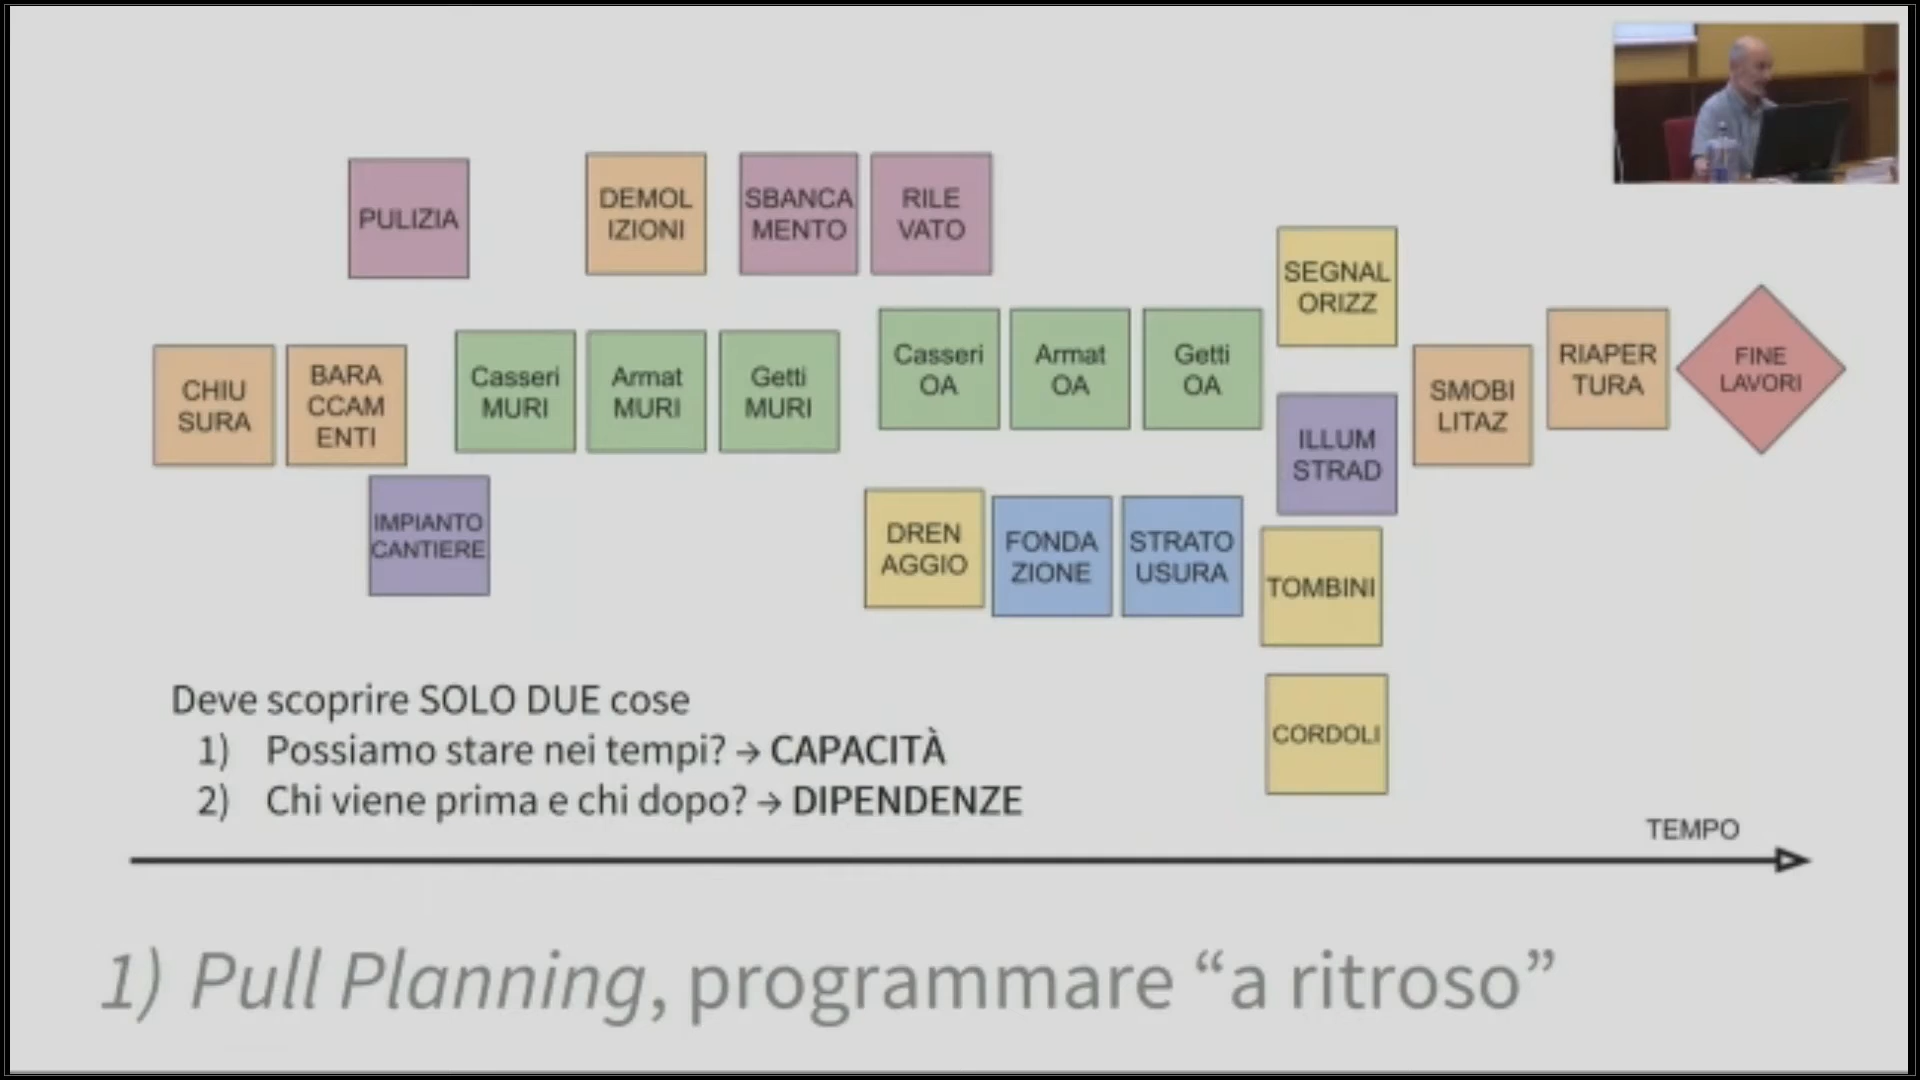 PULIZIA
DEMOL
IZIONI
SBANCA
MENTO
RILE
VATO
SEGNAL
ORIZZ
CHIU
SURA
BARA
CCAM
ENTI
Casseri
MURI
Armat
MURI
Getti
MURI
Casseri
OA
Armat
OA
Getti
OA
ILLUM
STRAD
SMOBI
LITAZ
RIAPER
TURA
FINE
LAVORI
IMPIANTO
CANTIERE
DREN
AGGIO
FONDA
ZIONE
STRATO
USURA
TOMBINI
CORDOLI
Deve scoprire SOLO DUE cose
1) Possiamo stare nei tempi? → CAPACITÀ
2) Chi viene prima e chi dopo? → DIPENDENZE
TEMPO
1) Pull Planning, programmare “a ritroso”